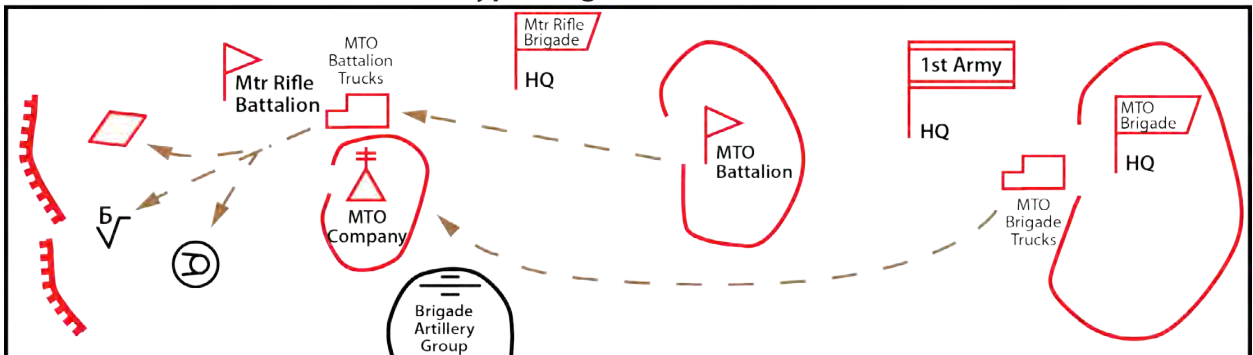 Mtr Rifle
Brigade
HQ
MTO
Battalion
Trucks
Mtr Rifle
Battalion
1st Army
HQ
MTO
Brigade
HQ
MTO
Battalion
MTO
Company
MTO
Brigade
Trucks
Б
Brigade
Artillery
Group